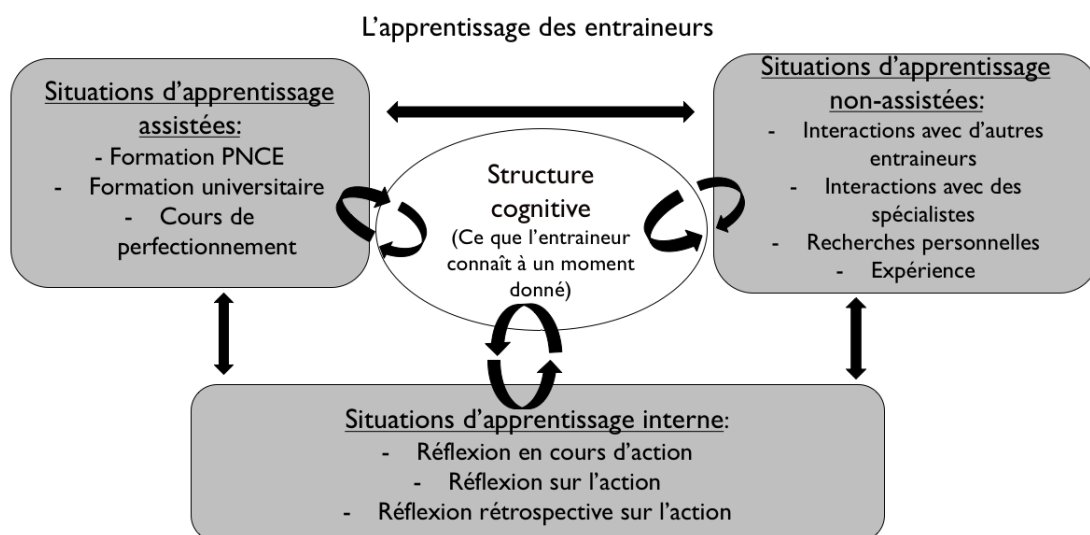 L'apprentissage des entraineurs
Situations d'apprentissage
assistées:
- Formation PNCE
- Formation universitaire
- Cours de
perfectionnement
Structure
cognitive
(Ce que l'entraineur
connaît à un moment
donné)
Situations d'apprentissage
non-assistées:
- Interactions avec d'autres
entraineurs
- Interactions avec des
spécialistes
- Recherches personnelles
- Expérience
Situations d'apprentissage interne:
- Réflexion en cours d'action
- Réflexion sur l'action
- Réflexion rétrospective sur l'action